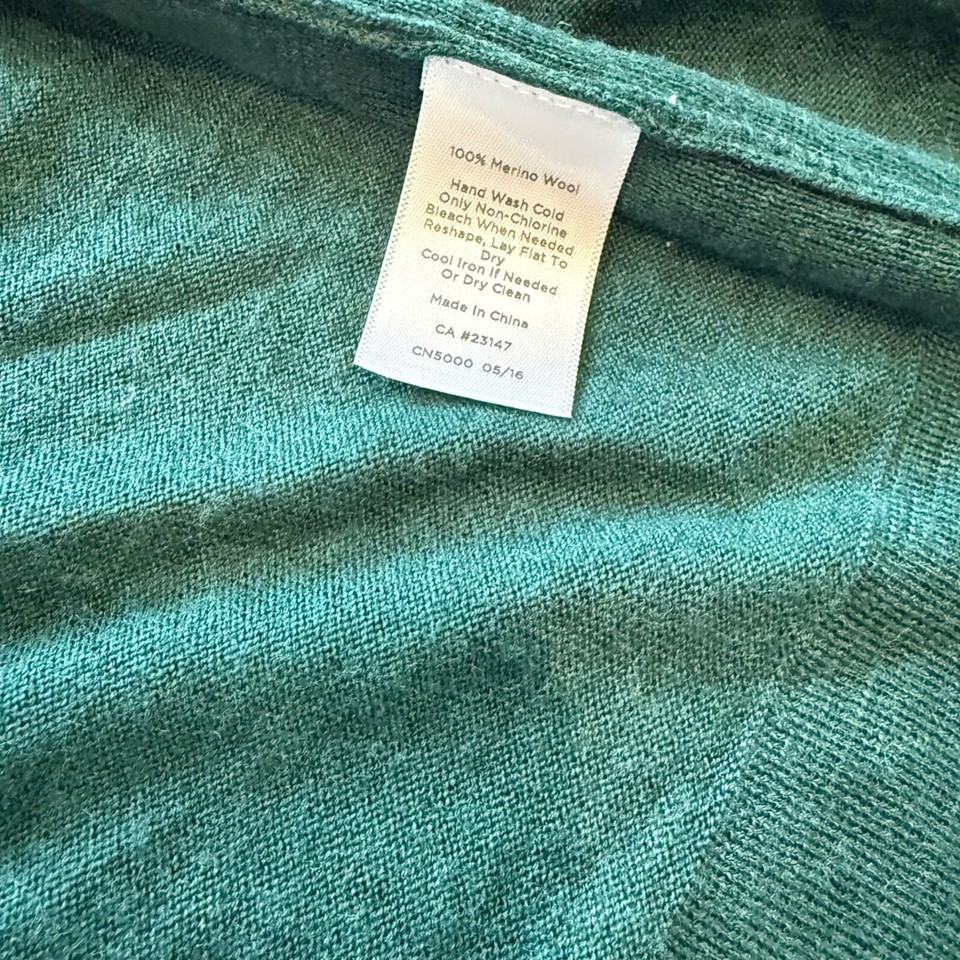 100% Merino Wool
Hand Wash Cold
Only Non-Chlorine
Bleach When Needed
Reshape, Lay Flat To
Dry
Cool Iron If Needed
Or Dry Clean
Made In China
CA #23147
CN5000 05/16